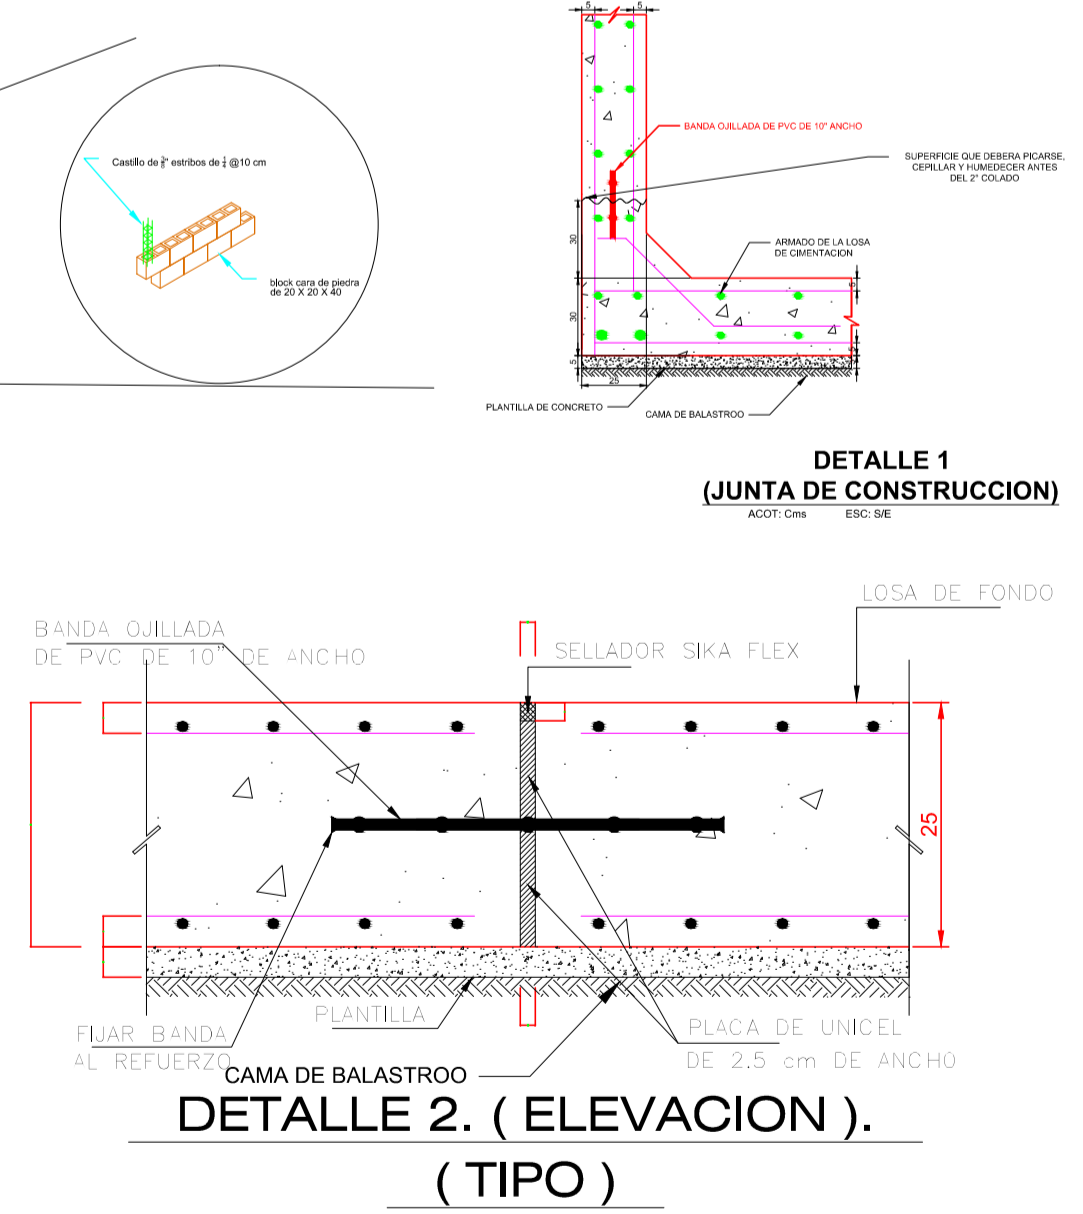 Castillo de 3/8" estribos de 1/4 @10 cm
block cara de piedra
de 20 X 20 X 40
5
5
BANDA OJILLADA DE PVC DE 10" ANCHO
SUPERFICIE QUE DEBERA PICARSE,
CEPILLAR Y HUMEDECER ANTES
DEL 2° COLADO
30
ARMADO DE LA LOSA
DE CIMENTACION
5
30
5
5
25
PLANTILLA DE CONCRETO
CAMA DE BALASTROO
DETALLE 1
(JUNTA DE CONSTRUCCION)
ACOT: Cms ESC: S/E
LOSA DE FONDO
BANDA OJILLADA
DE PVC DE 10" DE ANCHO
SELLADOR SIKA FLEX
25
PLANTILLA
FIJAR BANDA
AL REFUERZO
PLACA DE UNICEL
DE 2.5 cm DE ANCHO
CAMA DE BALASTROO
DETALLE 2. ( ELEVACION ).
( TIPO )